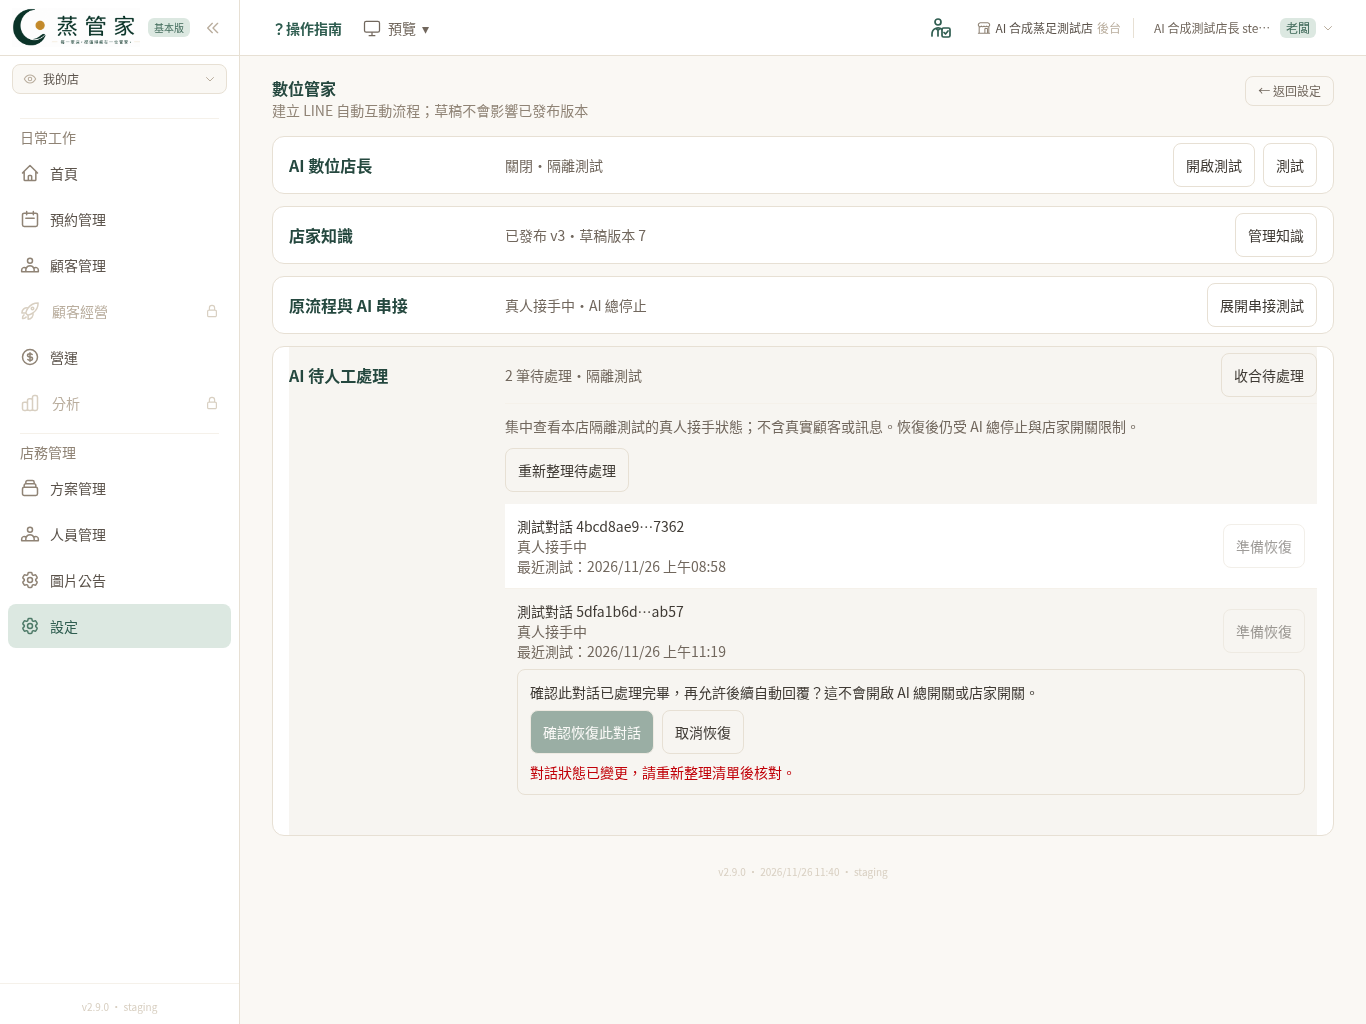 蒸管家
基本版
我的店
日常工作
首頁
預約管理
顧客管理
顧客經營
營運
分析
店務管理
方案管理
人員管理
圖片公告
設定
v2.9.0 · staging
? 操作指南
預覽 ▾
AI 合成蒸足測試店 後台
AI 合成測試店長 ste…
老闆
數位管家
建立 LINE 自動互動流程；草稿不會影響已發布版本
← 返回設定
AI 數位店長
關閉・隔離測試
開啟測試
測試
店家知識
已發布 v3・草稿版本 7
管理知識
原流程與 AI 串接
真人接手中・AI 總停止
展開串接測試
AI 待人工處理
2 筆待處理・隔離測試
收合待處理
集中查看本店隔離測試的真人接手狀態；不含真實顧客或訊息。恢復後仍受 AI 總停止與店家開關限制。
重新整理待處理
測試對話 4bcd8ae9…7362
真人接手中
最近測試：2026/11/26 上午08:58
準備恢復
測試對話 5dfa1b6d…ab57
真人接手中
最近測試：2026/11/26 上午11:19
準備恢復
確認此對話已處理完畢，再允許後續自動回覆？這不會開啟 AI 總開關或店家開關。
確認恢復此對話
取消恢復
對話狀態已變更，請重新整理清單後核對。
v2.9.0 · 2026/11/26 11:40 · staging